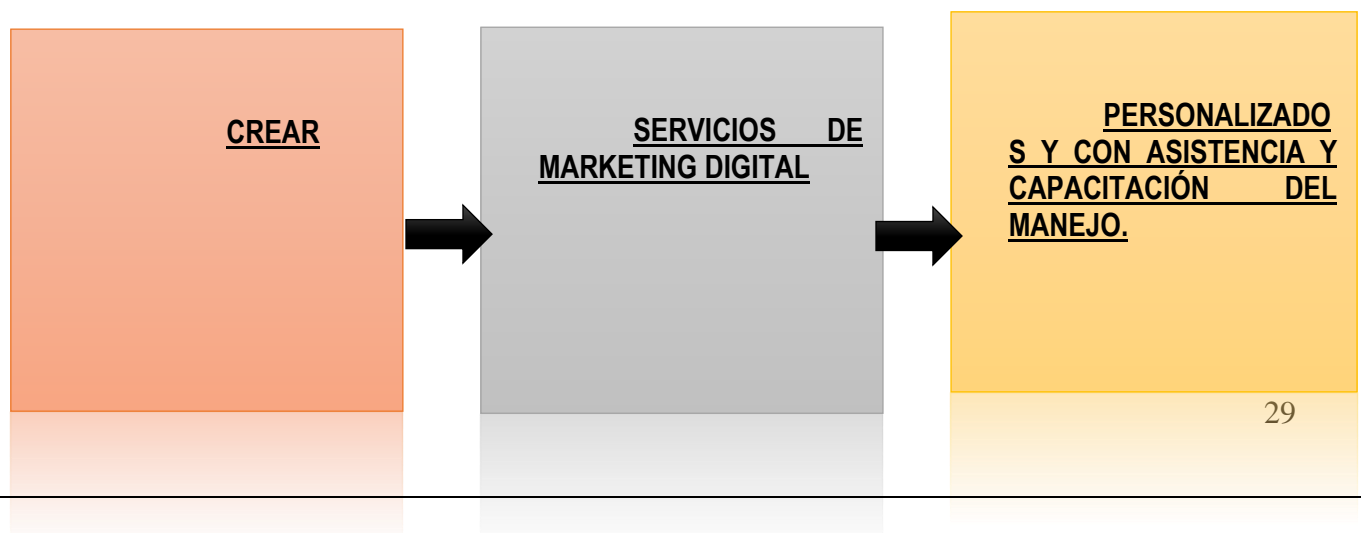 CREAR
SERVICIOS DE
MARKETING DIGITAL
PERSONALIZADO
S Y CON ASISTENCIA Y
CAPACITACIÓN DEL
MANEJO.
29